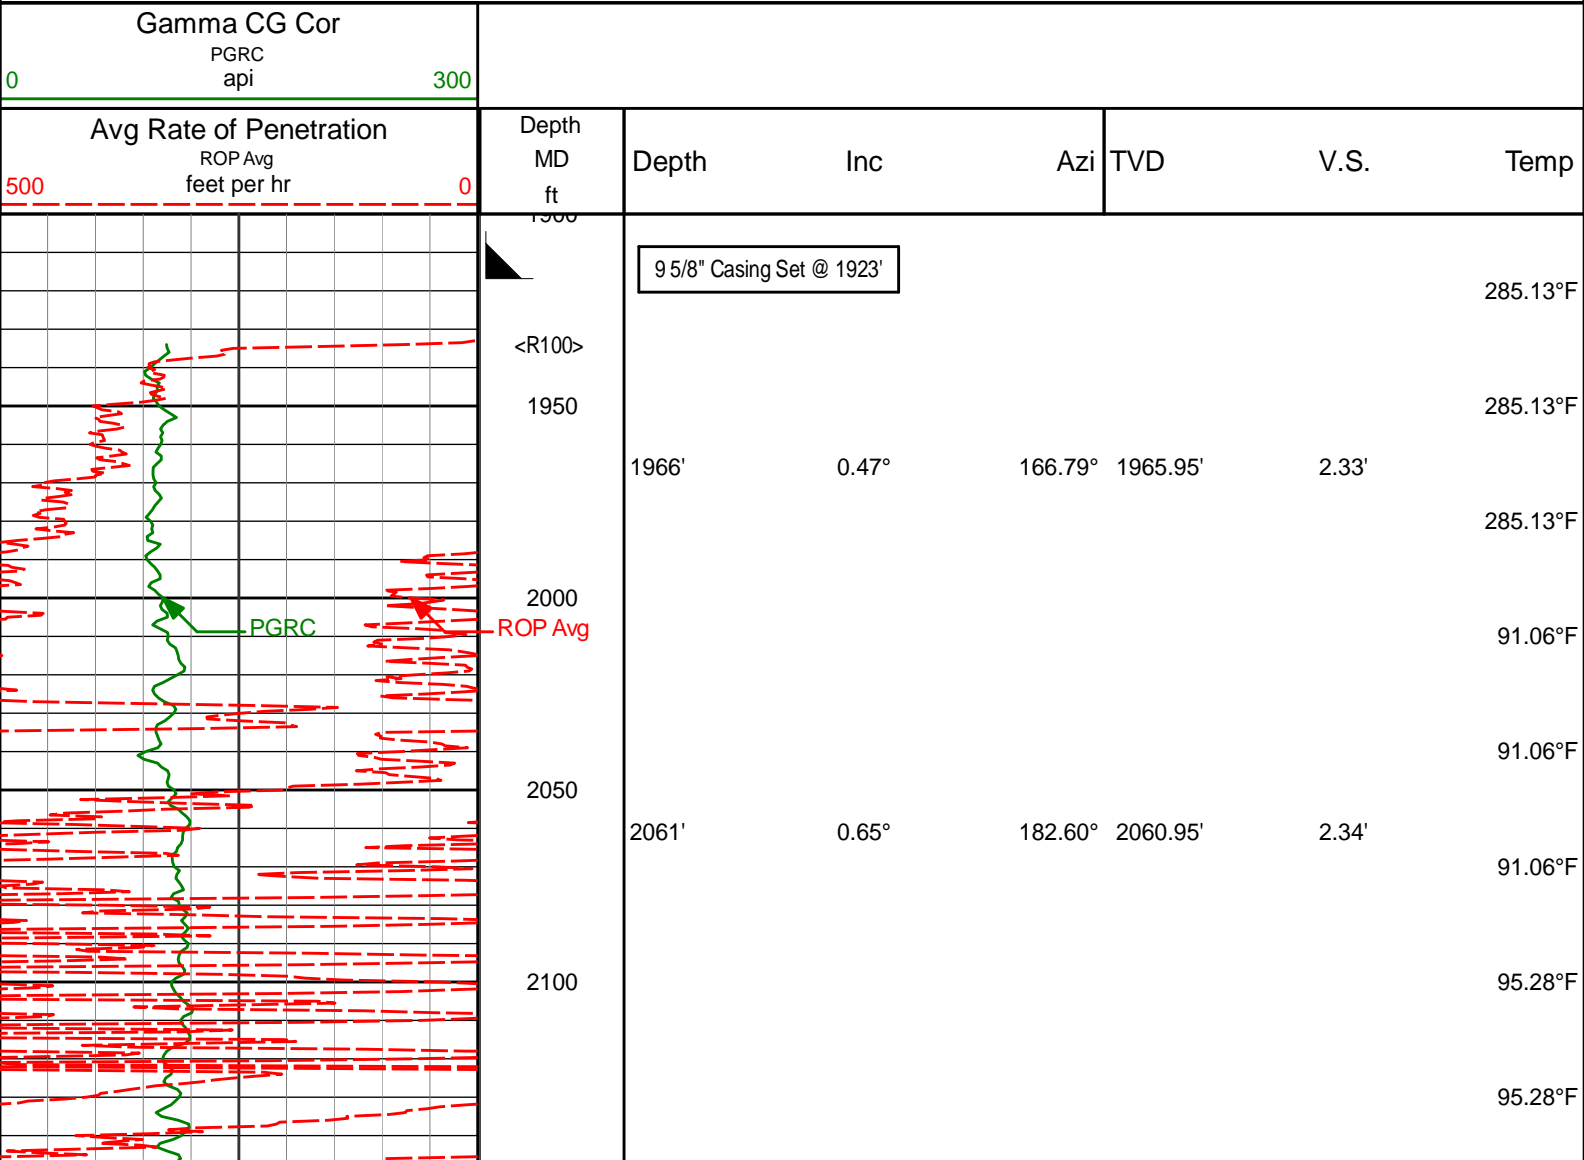 Gamma CG Cor
PGRC
api
0 300
Avg Rate of Penetration
ROP Avg
feet per hr
500 0
Depth
MD
ft
Depth Inc Azi TVD V.S. Temp
1900
9 5/8" Casing Set @ 1923'
285.13°F
<R100>
1950 285.13°F
1966' 0.47° 166.79° 1965.95' 2.33'
285.13°F
2000
PGRC ROP Avg 91.06°F
91.06°F
2050
2061' 0.65° 182.60° 2060.95' 2.34'
91.06°F
2100 95.28°F
95.28°F